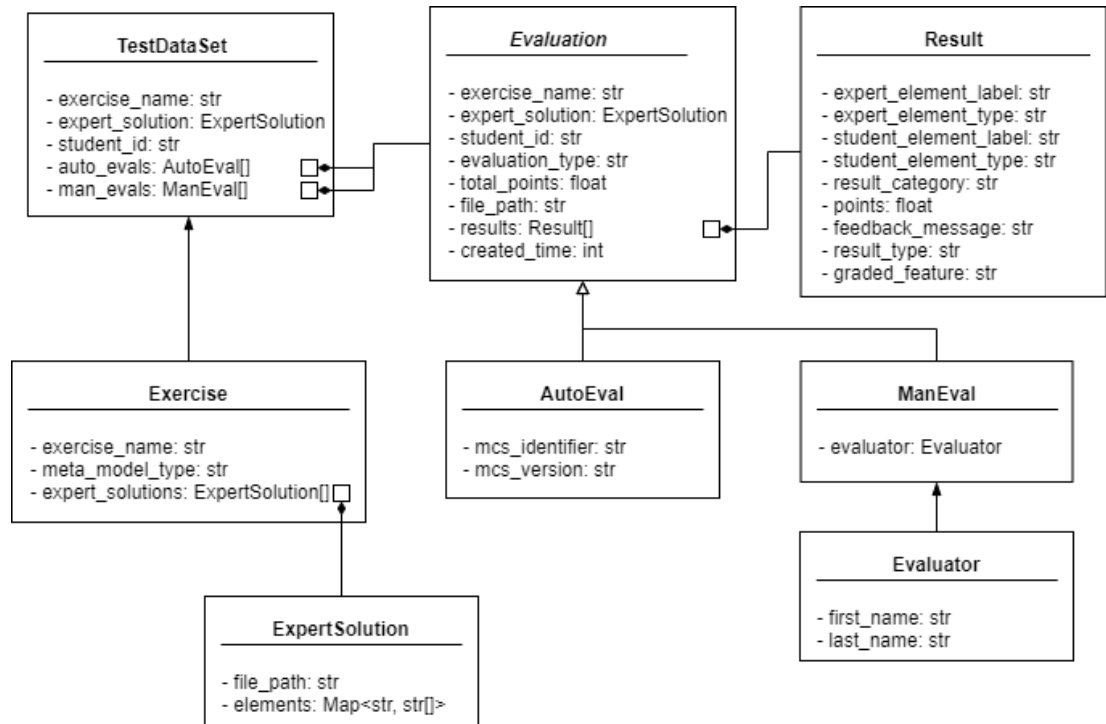 TestDataSet
- exercise_name: str
- expert_solution: ExpertSolution
- student_id: str
- auto_evals: AutoEval[]
- man_evals: ManEval[]
Evaluation
- exercise_name: str
- expert_solution: ExpertSolution
- student_id: str
- evaluation_type: str
- total_points: float
- file_path: str
- results: Result[]
- created_time: int
Result
- expert_element_label: str
- expert_element_type: str
- student_element_label: str
- student_element_type: str
- result_category: str
- points: float
- feedback_message: str
- result_type: str
- graded_feature: str
Exercise
- exercise_name: str
- meta_model_type: str
- expert_solutions: ExpertSolution[]
AutoEval
- mcs_identifier: str
- mcs_version: str
ManEval
- evaluator: Evaluator
Evaluator
- first_name: str
- last_name: str
ExpertSolution
- file_path: str
- elements: Map<str, str[]>